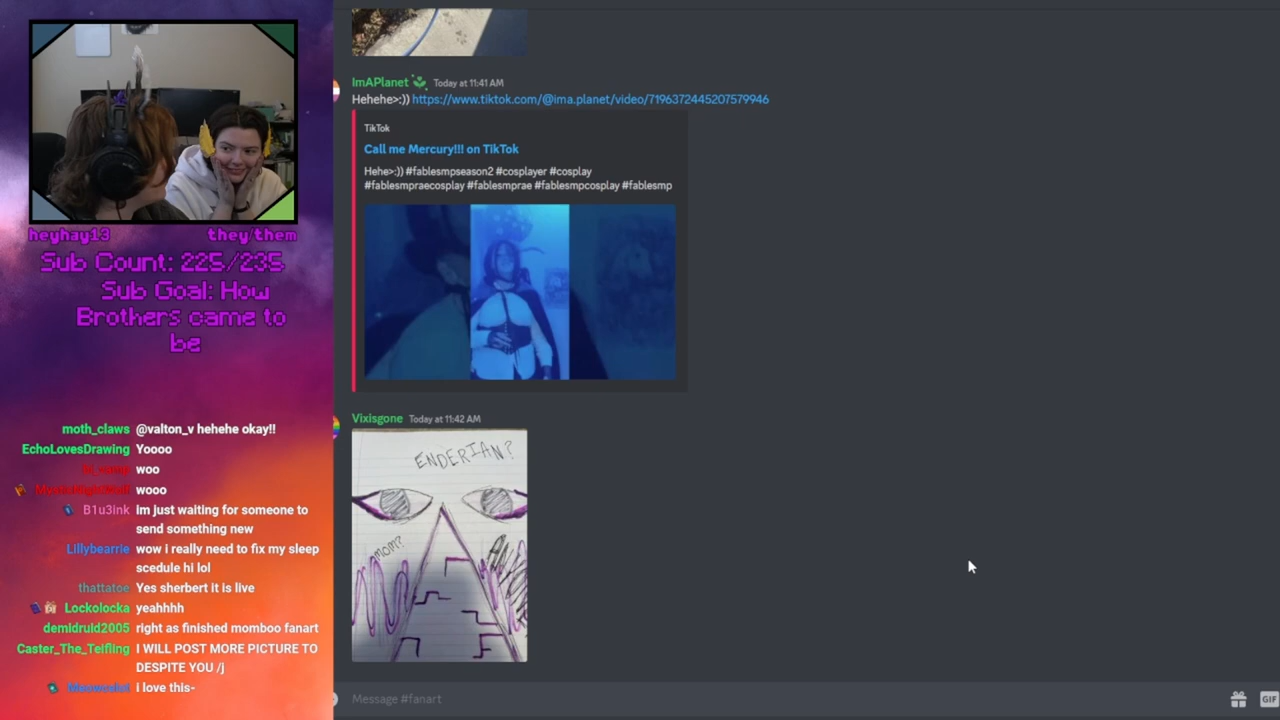 heyhay13 they/them
Sub Count: 225/235
Sub Goal: How
Brothers came to
be
moth_claws @valton_v hehehe okay!!
EchoLovesDrawing Yoooo
woo
wooo
B1u3ink im just waiting for someone to
send something new
Lillybearrie wow i really need to fix my sleep
scedule hi lol
thattatoe Yes sherbert it is live
Lockolocka yeahhhh
demidruid2005 right as finished momboo fanart
Caster_The_Teifling I WILL POST MORE PICTURE TO
DESPITE YOU /j
i love this-
ImAPlanet Today at 11:41 AM
Hehehe>:)) https://www.tiktok.com/@ima.planet/video/7196372445207579946
TikTok
Call me Mercury!!! on TikTok
Hehe>:)) #fablesmpseason2 #cosplayer #cosplay
#fablesmpraecosplay #fablesmprae #fablesmpcosplay #fablesmp
Vixisgone Today at 11:42 AM
ENDERIAN?
MOM?
Message #fanart
GIF